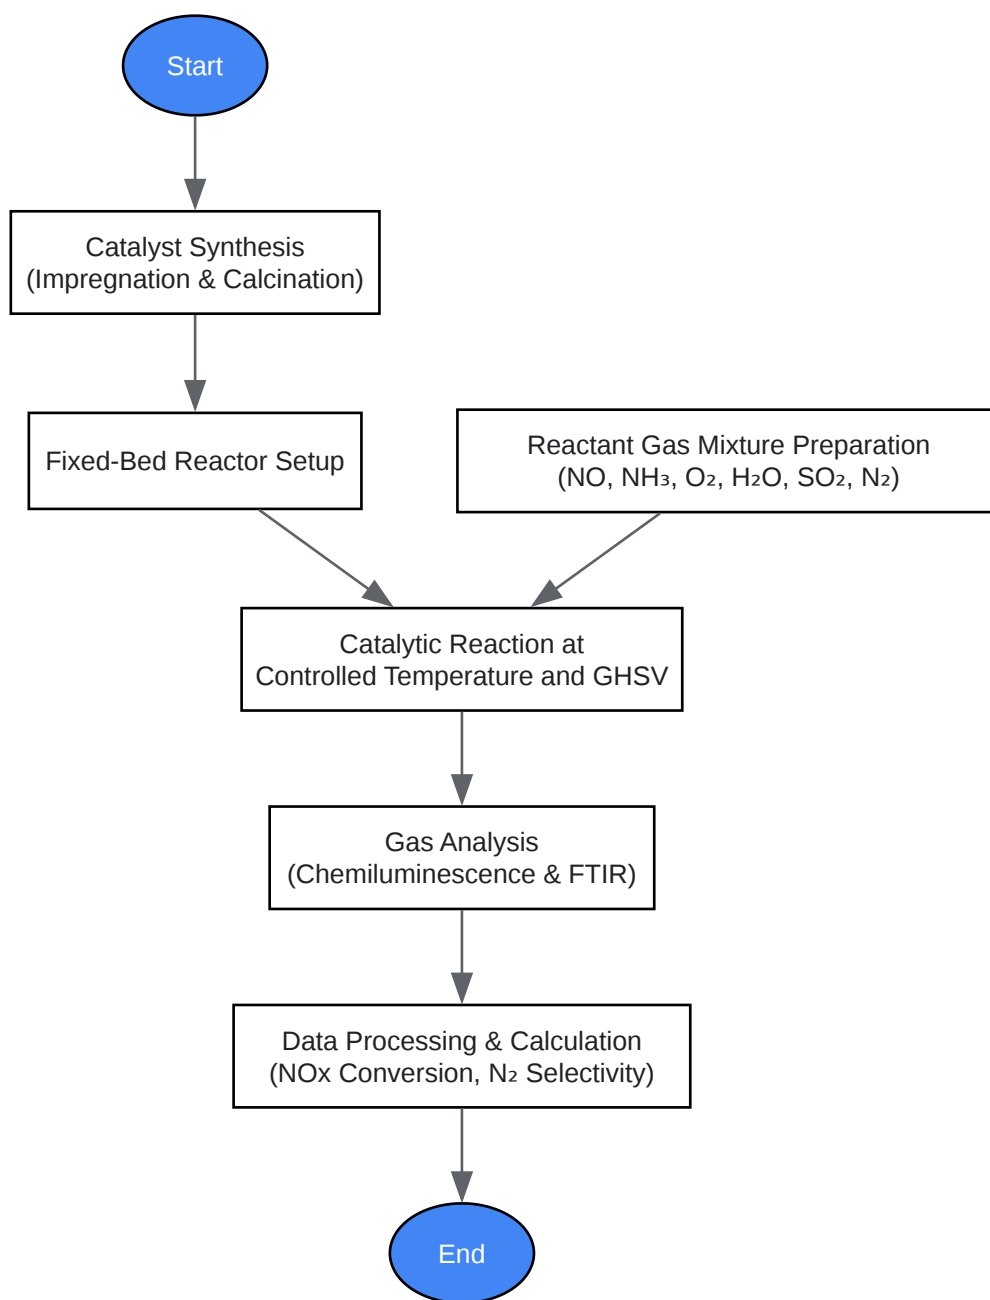 Start
Catalyst Synthesis
(Impregnation & Calcination)
Fixed-Bed Reactor Setup
Reactant Gas Mixture Preparation
(NO, NH₃, O₂, H₂O, SO₂, N₂)
Catalytic Reaction at
Controlled Temperature and GHSV
Gas Analysis
(Chemiluminescence & FTIR)
Data Processing & Calculation
(NOx Conversion, N₂ Selectivity)
End